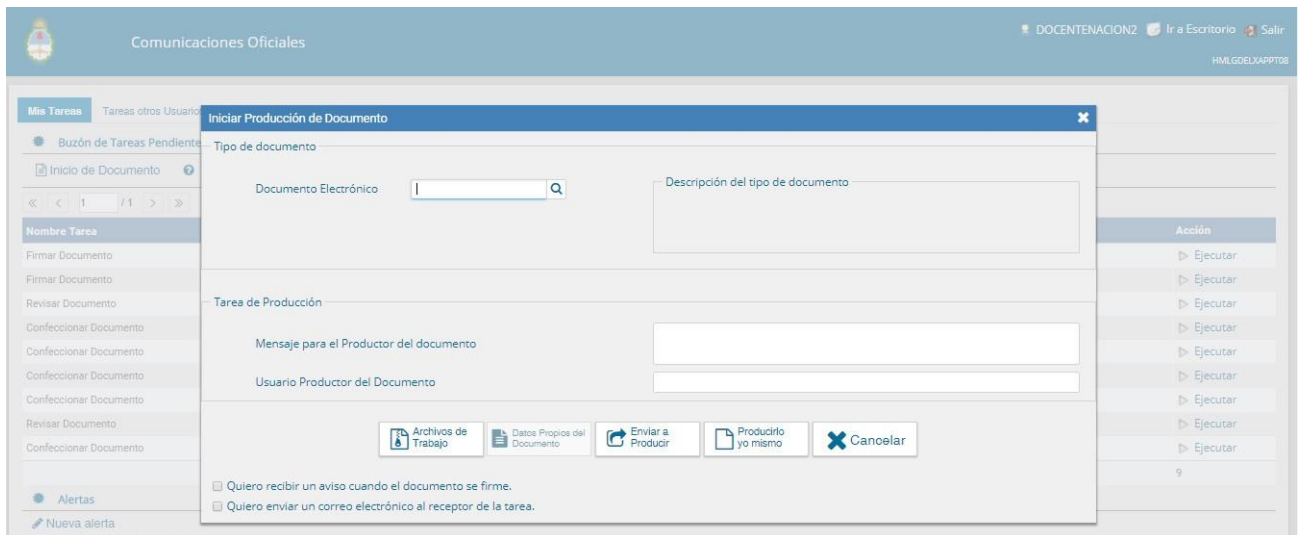 Comunicaciones Oficiales
DOCENTENACION2 Ir a Escritorio Salir
HMLGDELXAPPT08
Mis Tareas Tareas otros Usuario
Buzón de Tareas Pendiente
Inicio de Documento
1 / 1
Nombre Tarea Acción
Firmar Documento Ejecutar
Firmar Documento Ejecutar
Revisar Documento Ejecutar
Confeccionar Documento Ejecutar
Confeccionar Documento Ejecutar
Confeccionar Documento Ejecutar
Confeccionar Documento Ejecutar
Revisar Documento Ejecutar
Confeccionar Documento Ejecutar
9
Alertas
Nueva alerta
Iniciar Producción de Documento
Tipo de documento
Documento Electrónico
Descripción del tipo de documento
Tarea de Producción
Mensaje para el Productor del documento
Usuario Productor del Documento
Archivos de Trabajo
Datos Propios del Documento
Enviar a Producir
Producirlo yo mismo
Cancelar
Quiero recibir un aviso cuando el documento se firme.
Quiero enviar un correo electrónico al receptor de la tarea.